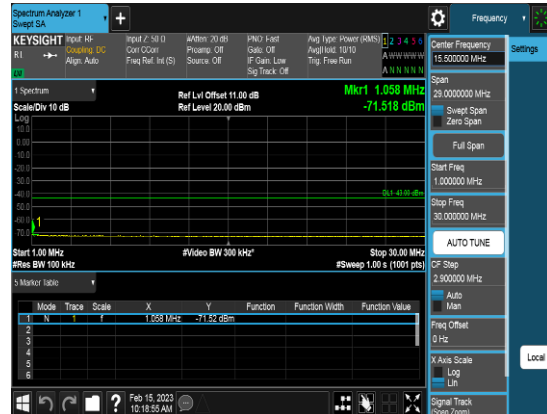 Spectrum Analyzer 1
Swept SA
+
Frequency
KEYSIGHT
R1
LXI
Input: RF
Coupling: DC
Align: Auto
Input Z: 50 Ω
Corr CCorr
Freq Ref: Int (S)
#Atten: 20 dB
Preamp: Off
Source: Off
PNO: Fast
Gate: Off
IF Gain: Low
Sig Track: Off
Avg Type: Power (RMS)
Avg|Hold: 10/10
Trig: Free Run
1 2 3 4 5 6
A W W W W W
A N N N N N
Center Frequency
15.500000 MHz
Settings
Span
29.0000000 MHz
Swept Span
Zero Span
Full Span
Start Freq
1.000000 MHz
Stop Freq
30.000000 MHz
AUTO TUNE
CF Step
2.900000 MHz
Auto
Man
Freq Offset
0 Hz
X Axis Scale
Log
Lin
Local
Signal Track
(Span Zoom)
1 Spectrum
Scale/Div 10 dB
Ref Lvl Offset 11.00 dB
Ref Level 20.00 dBm
Mkr1 1.058 MHz
-71.518 dBm
Log
10.0
0.00
-10.0
-20.0
-30.0
-40.0
-50.0
-60.0
-70.0
DL1 -43.00 dBm
1
Start 1.00 MHz
#Res BW 100 kHz
#Video BW 300 kHz*
Stop 30.00 MHz
#Sweep 1.00 s (1001 pts)
5 Marker Table
Mode Trace Scale X Y Function Function Width Function Value
1 N 1 f 1.058 MHz -71.52 dBm
2
3
4
5
6
?
Feb 15, 2023
10:18:55 AM